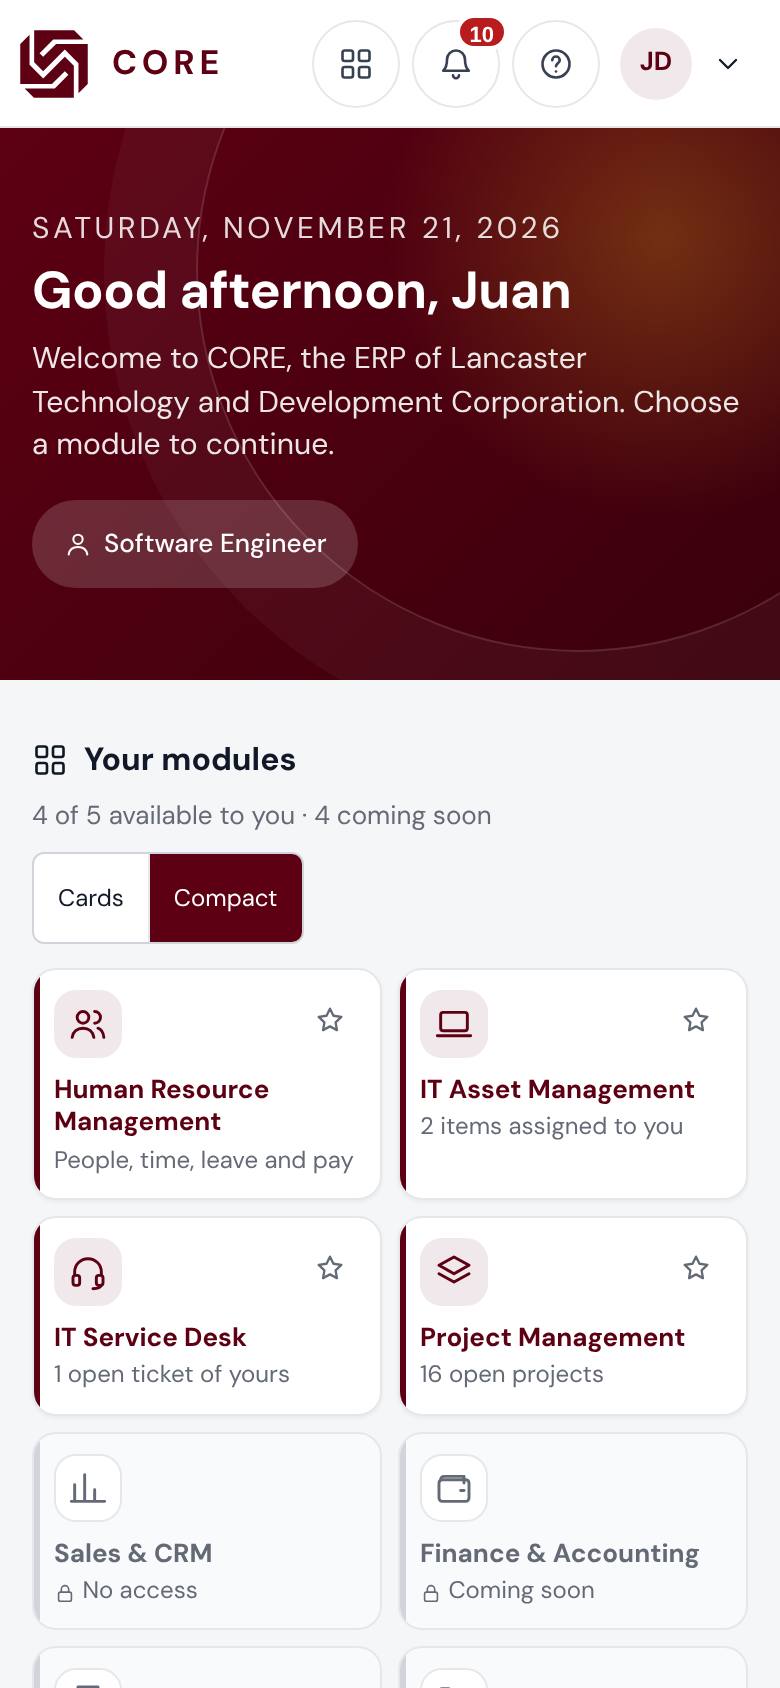 CORE
10
JD
SATURDAY, NOVEMBER 21, 2026
Good afternoon, Juan
Welcome to CORE, the ERP of Lancaster
Technology and Development Corporation. Choose
a module to continue.
Software Engineer
Your modules
4 of 5 available to you · 4 coming soon
Cards
Compact
Human Resource
Management
People, time, leave and pay
IT Asset Management
2 items assigned to you
IT Service Desk
1 open ticket of yours
Project Management
16 open projects
Sales & CRM
No access
Finance & Accounting
Coming soon